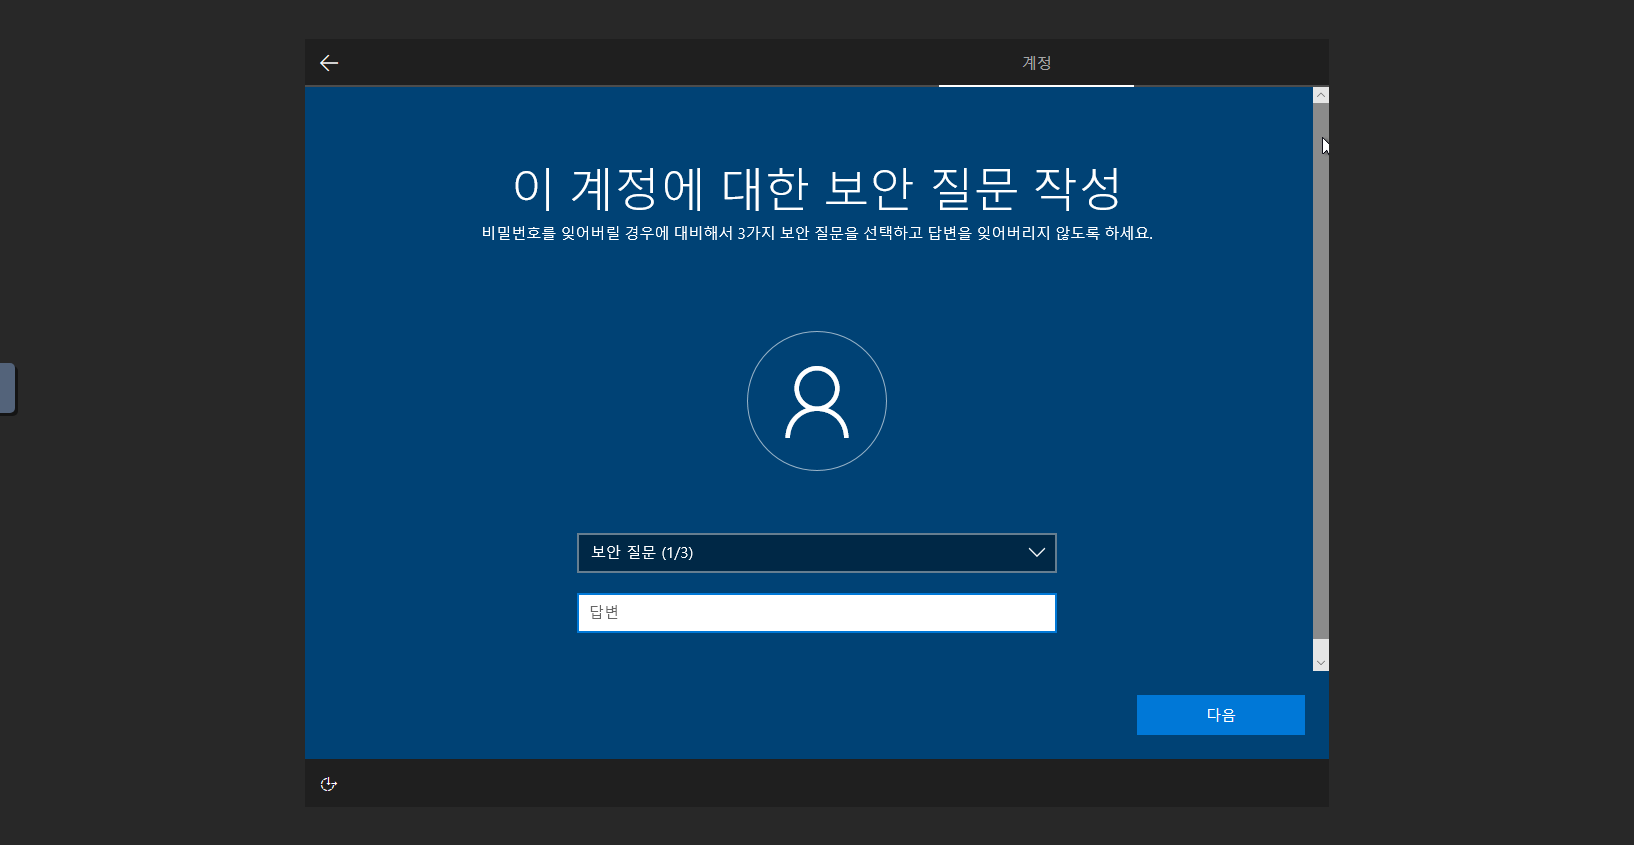 계정
이 계정에 대한 보안 질문 작성
비밀번호를 잊어버릴 경우에 대비해서 3가지 보안 질문을 선택하고 답변을 잊어버리지 않도록 하세요.
보안 질문 (1/3)
답변
다음